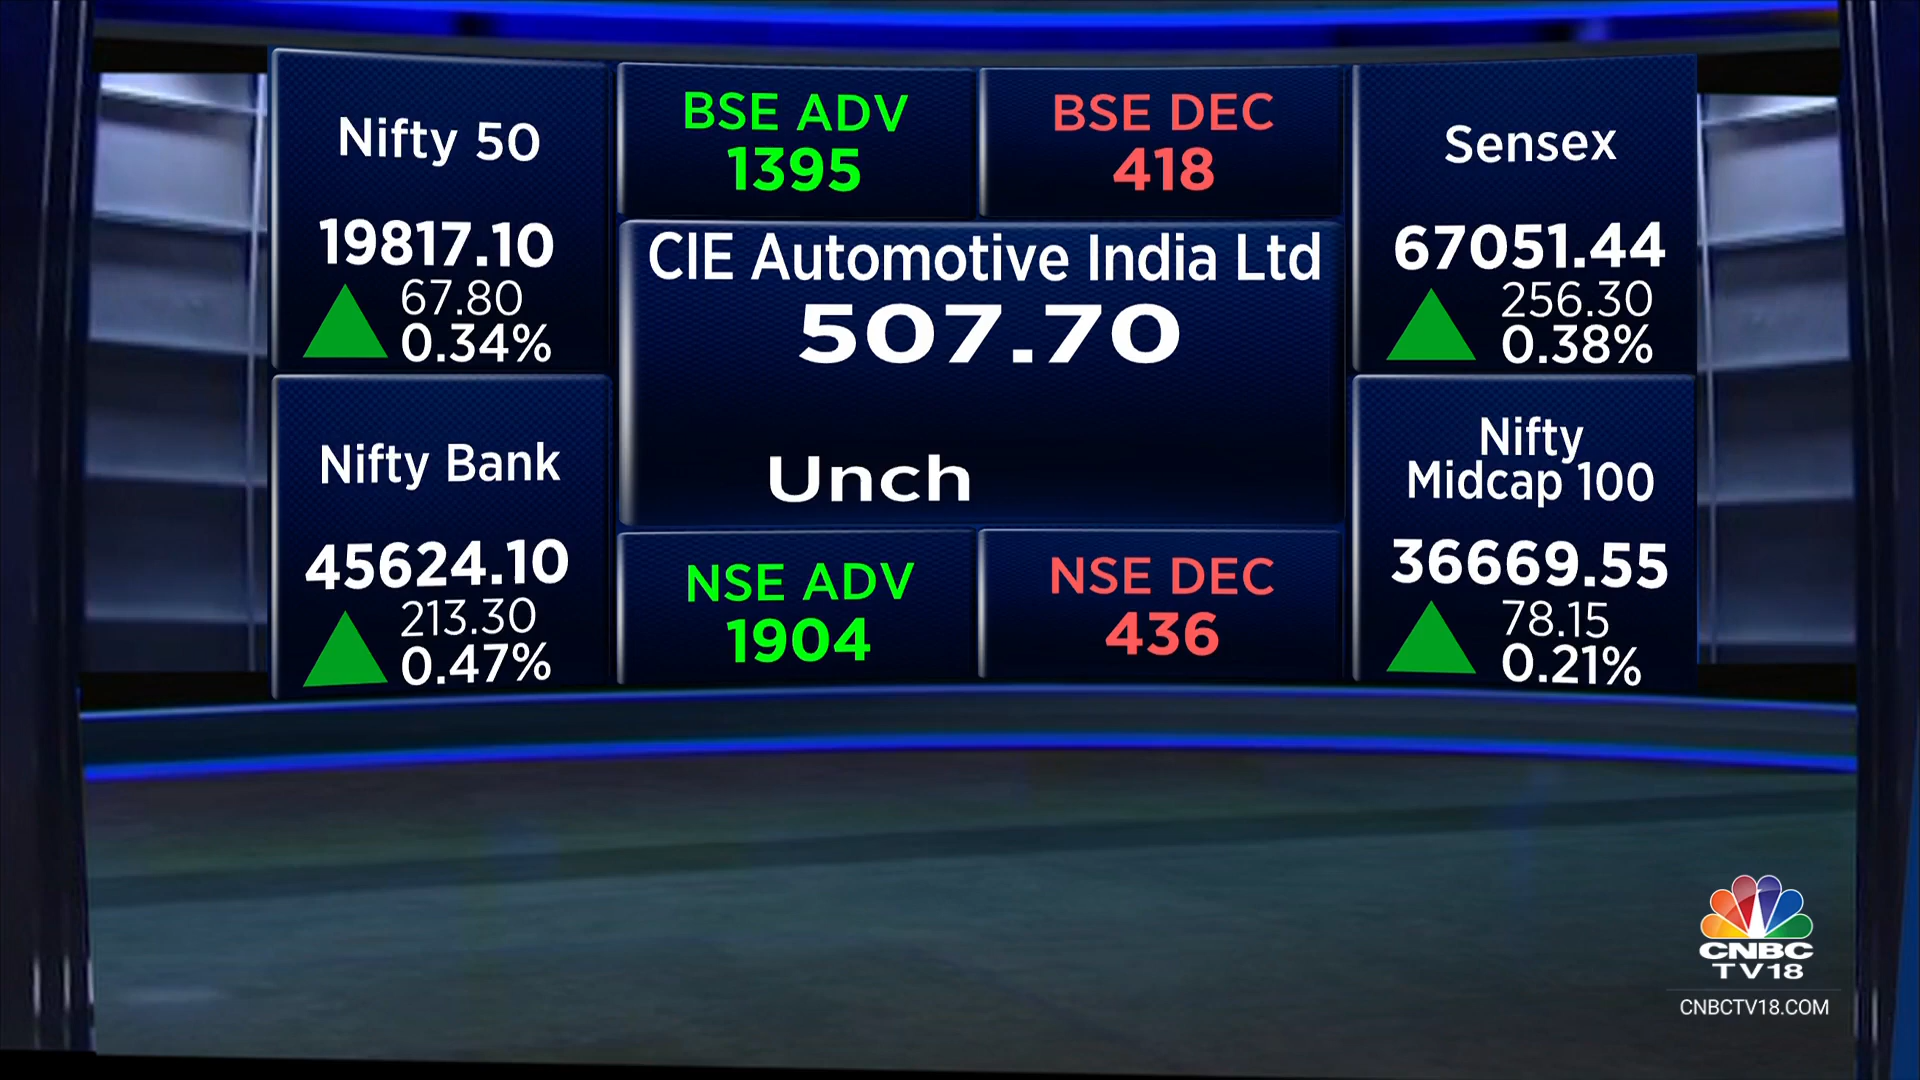 Nifty 50
19817.10
67.80
0.34%
BSE ADV
1395
BSE DEC
418
Sensex
67051.44
256.30
0.38%
CIE Automotive India Ltd
507.70
Unch
Nifty Bank
45624.10
213.30
0.47%
NSE ADV
1904
NSE DEC
436
Nifty
Midcap 100
36669.55
78.15
0.21%
CNBC
TV18
CNBCTV18.COM